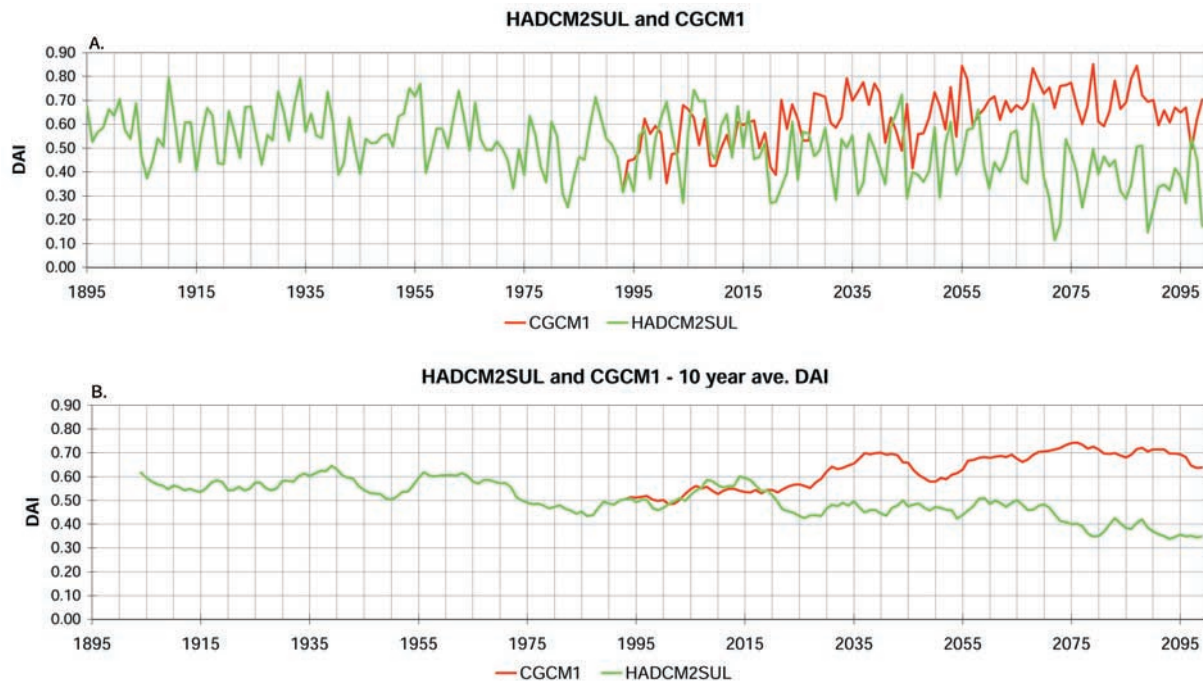 HADCM2SUL and CGCM1
A.
0.90
0.80
0.70
0.60
0.50
0.40
0.30
0.20
0.10
0.00
DAI
1895 1915 1935 1955 1975 1995 2015 2035 2055 2075 2095
CGCM1 HADCM2SUL
HADCM2SUL and CGCM1 - 10 year ave. DAI
B.
0.90
0.80
0.70
0.60
0.50
0.40
0.30
0.20
0.10
0.00
DAI
1895 1915 1935 1955 1975 1995 2015 2035 2055 2075 2095
CGCM1 HADCM2SUL